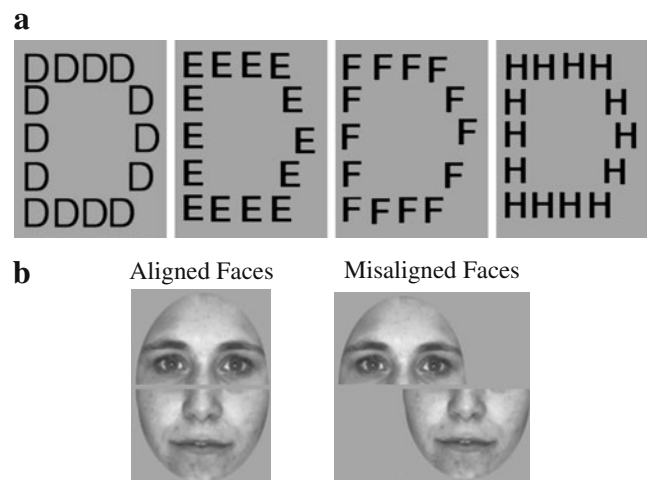 a
DDDD EEEE FFFF HHHH
D D E E F F H H
D D E E F F H H
D D E E F F H H
DDDD EEEE FFFF HHHH
b
Aligned Faces Misaligned Faces